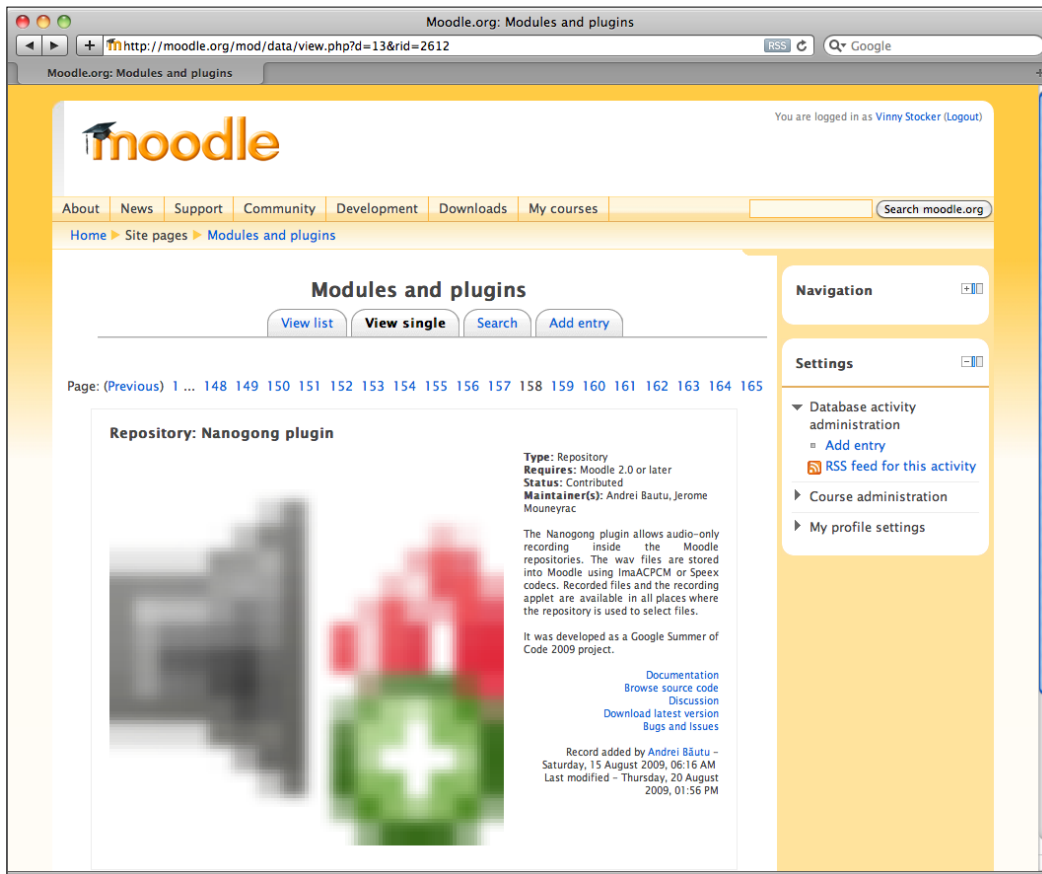 Moodle.org: Modules and plugins
http://moodle.org/mod/data/view.php?d=13&rid=2612
RSS
Google
Moodle.org: Modules and plugins
moodle
You are logged in as Vinny Stocker (Logout)
About News Support Community Development Downloads My courses
Search moodle.org
Home Site pages Modules and plugins
Modules and plugins
View list View single Search Add entry
Page: (Previous) 1 ... 148 149 150 151 152 153 154 155 156 157 158 159 160 161 162 163 164 165
Repository: Nanogong plugin
Type: Repository
Requires: Moodle 2.0 or later
Status: Contributed
Maintainer(s): Andrei Bautu, Jerome
Mouneyrac
The Nanogong plugin allows audio-only
recording inside the Moodle
repositories. The wav files are stored
into Moodle using ImaACPCM or Speex
codecs. Recorded files and the recording
applet are available in all places where
the repository is used to select files.
It was developed as a Google Summer of
Code 2009 project.
Documentation
Browse source code
Discussion
Download latest version
Bugs and Issues
Record added by Andrei Băutu –
Saturday, 15 August 2009, 06:16 AM
Last modified – Thursday, 20 August
2009, 01:56 PM
Navigation
Settings
Database activity
administration
Add entry
RSS feed for this activity
Course administration
My profile settings